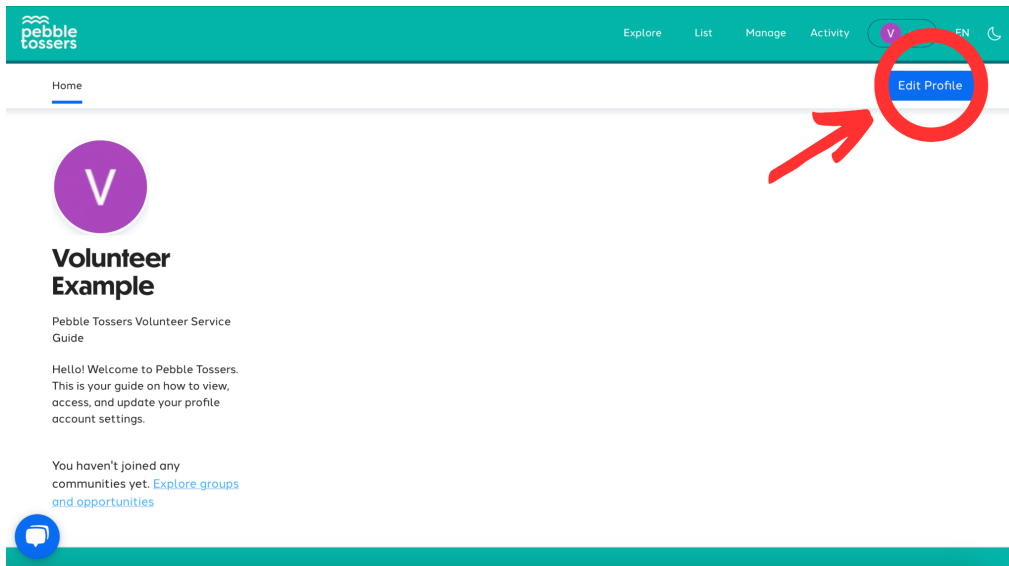 pebble
tossers
Explore List Manage Activity V EN
Home
Edit Profile
V
Volunteer
Example
Pebble Tossers Volunteer Service
Guide
Hello! Welcome to Pebble Tossers.
This is your guide on how to view,
access, and update your profile
account settings.
You haven't joined any
communities yet. Explore groups
and opportunities